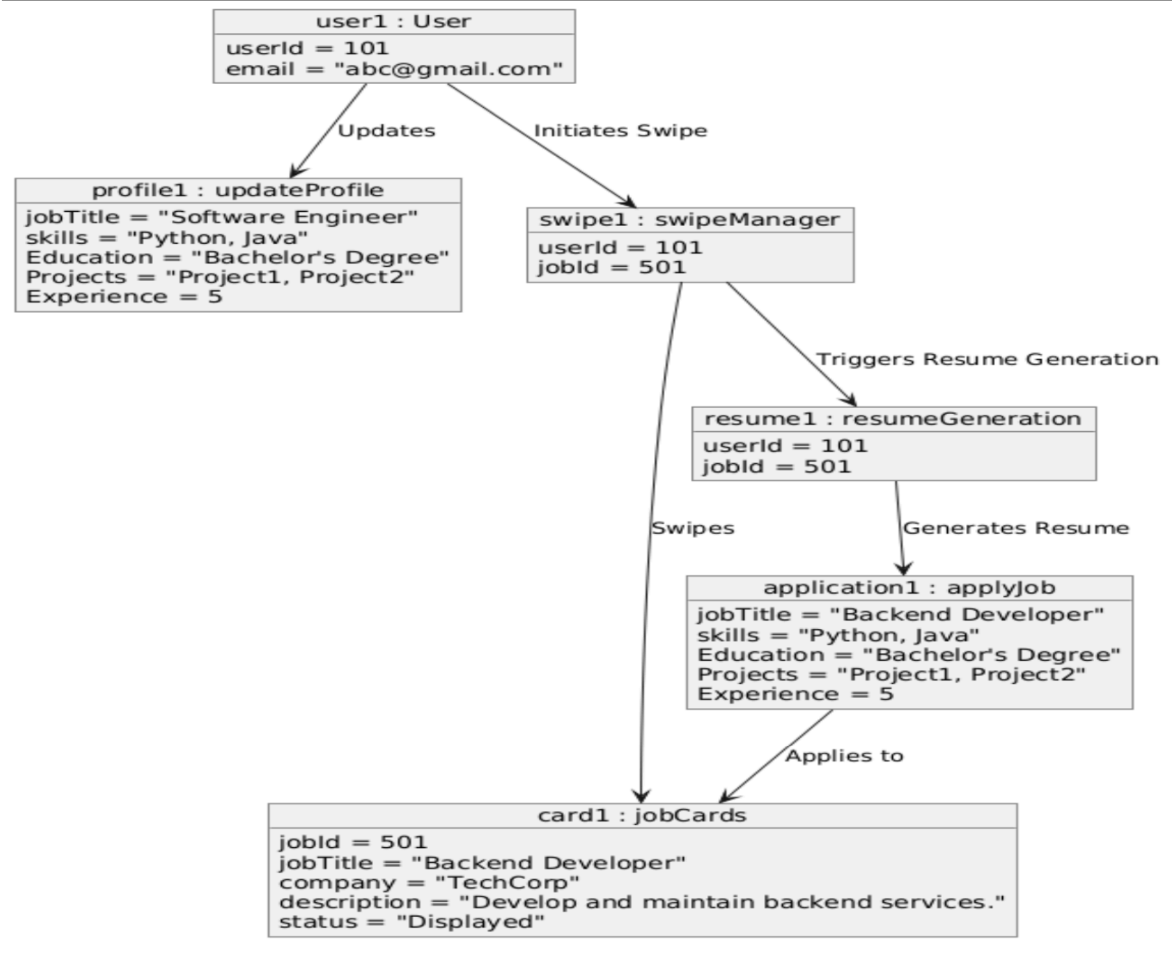 user1 : User
userId = 101
email = "abc@gmail.com"
Updates
Initiates Swipe
profile1 : updateProfile
jobTitle = "Software Engineer"
skills = "Python, Java"
Education = "Bachelor's Degree"
Projects = "Project1, Project2"
Experience = 5
swipe1 : swipeManager
userId = 101
jobId = 501
Triggers Resume Generation
resume1 : resumeGeneration
userId = 101
jobId = 501
Swipes
Generates Resume
application1 : applyJob
jobTitle = "Backend Developer"
skills = "Python, Java"
Education = "Bachelor's Degree"
Projects = "Project1, Project2"
Experience = 5
Applies to
card1 : jobCards
jobId = 501
jobTitle = "Backend Developer"
company = "TechCorp"
description = "Develop and maintain backend services."
status = "Displayed"